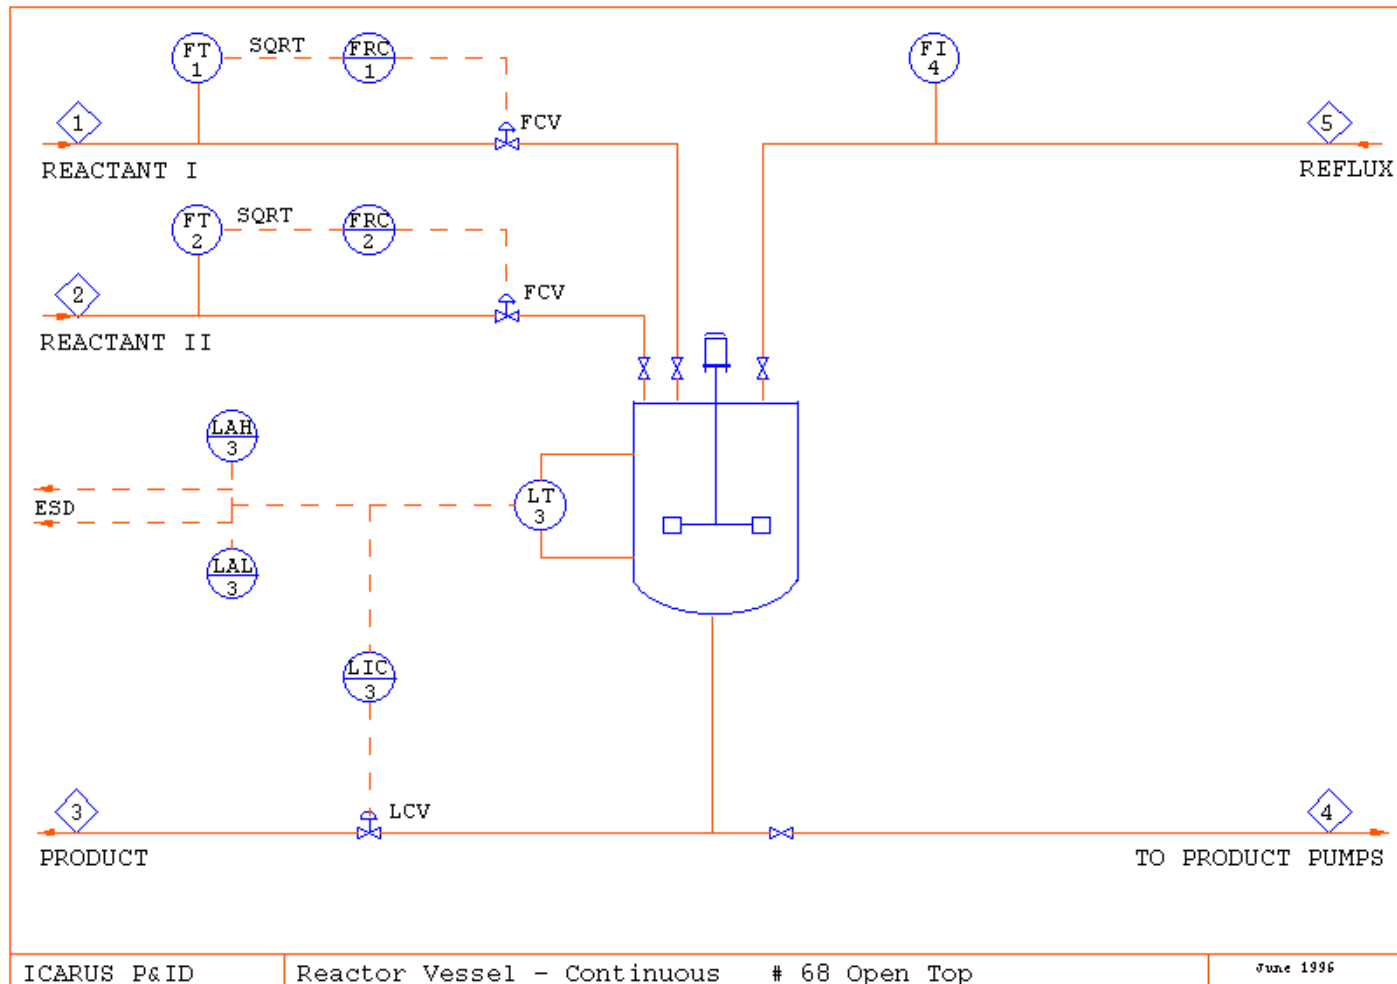 FT
1
SQRT
FRC
1
FI
4
1
FCV
5
REACTANT I
REFLUX
FT
2
SQRT
FRC
2
2
FCV
REACTANT II
LAH
3
ESD
LT
3
LAL
3
LIC
3
3
LCV
4
PRODUCT
TO PRODUCT PUMPS
ICARUS P&ID
Reactor Vessel - Continuous # 68 Open Top
June 1996